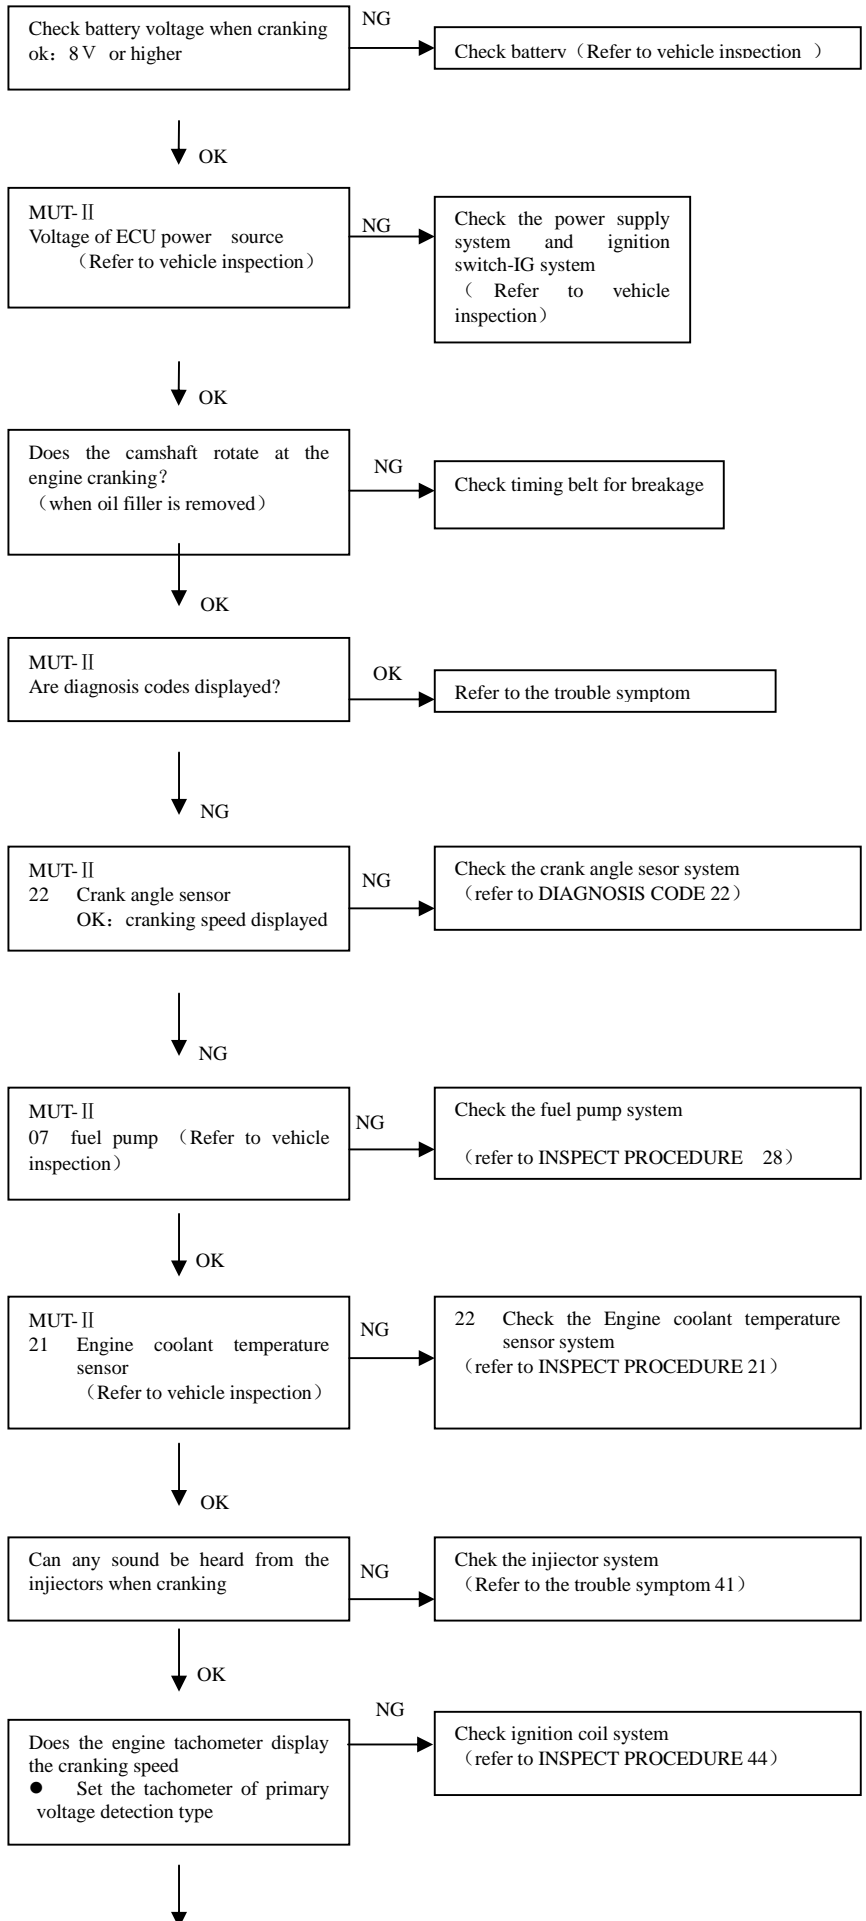 Check battery voltage when cranking
ok：8Ｖ or higher
NG
Check battery（Refer to vehicle inspection ）
OK
MUT-Ⅱ
Voltage of ECU power source
（Refer to vehicle inspection）
NG
Check the power supply
system and ignition
switch-IG system
（ Refer to vehicle
inspection）
OK
Does the camshaft rotate at the
engine cranking?
（when oil filler is removed）
NG
Check timing belt for breakage
OK
MUT-Ⅱ
Are diagnosis codes displayed?
OK
Refer to the trouble symptom
NG
MUT-Ⅱ
22 Crank angle sensor
OK：cranking speed displayed
NG
Check the crank angle sesor system
（refer to DIAGNOSIS CODE 22）
NG
MUT-Ⅱ
07 fuel pump （Refer to vehicle
inspection）
NG
Check the fuel pump system
（refer to INSPECT PROCEDURE 28）
OK
MUT-Ⅱ
21 Engine coolant temperature
sensor
（Refer to vehicle inspection）
NG
22 Check the Engine coolant temperature
sensor system
（refer to INSPECT PROCEDURE 21）
OK
Can any sound be heard from the
injiectors when cranking
NG
Chek the injiector system
（Refer to the trouble symptom 41）
OK
Does the engine tachometer display
the cranking speed
● Set the tachometer of primary
voltage detection type
NG
Check ignition coil system
（refer to INSPECT PROCEDURE 44）